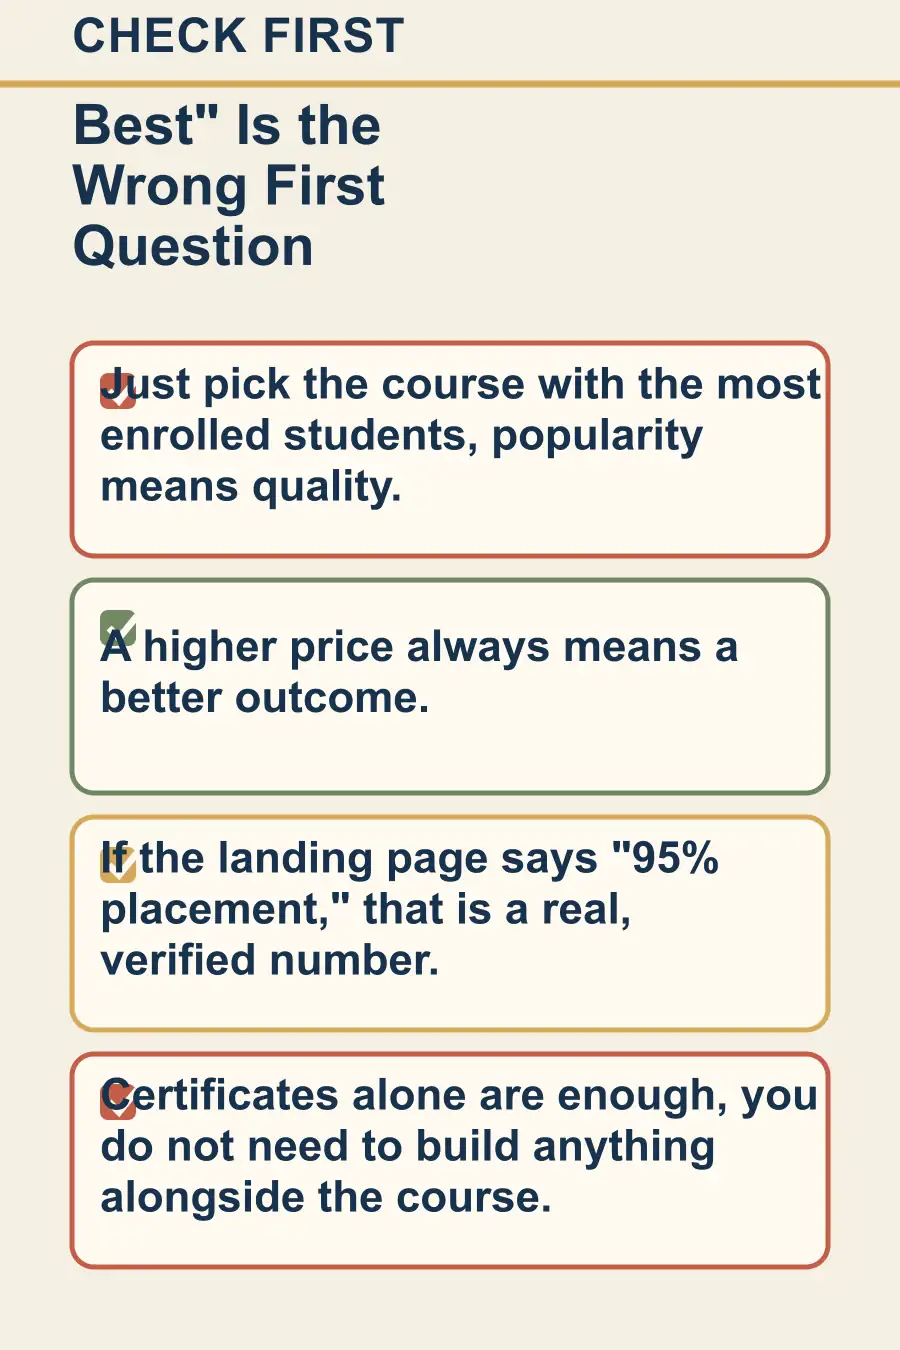 CHECK FIRST
Best" Is the
Wrong First
Question
Just pick the course with the most
enrolled students, popularity
means quality.
A higher price always means a
better outcome.
If the landing page says "95%
placement," that is a real,
verified number.
Certificates alone are enough, you
do not need to build anything
alongside the course.